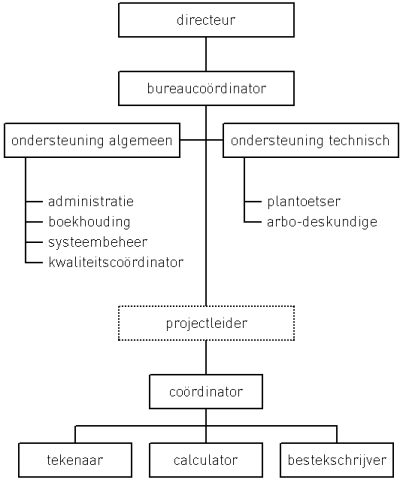 directeur
bureaucoördinator
ondersteuning algemeen
ondersteuning technisch
administratie
boekhouding
systeembeheer
kwaliteitscoördinator
plantoetser
arbo-deskundige
projectleider
coördinator
tekenaar
calculator
bestekschrijver